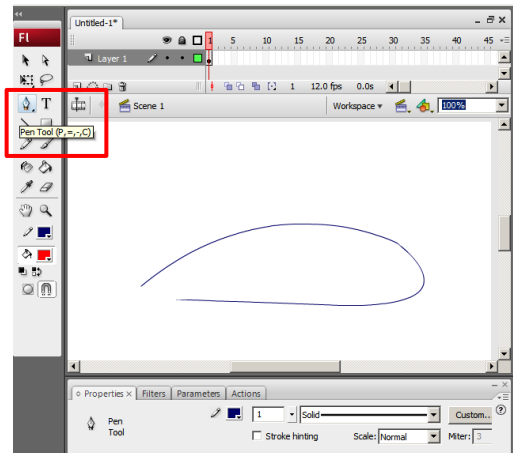 Untitled-1*
Fl
1 5 10 15 20 25 30 35 40 45
Layer 1
1 12.0 fps 0.0s
T
Scene 1 Workspace 100%
Pen Tool (P,=,-,C)
Properties × Filters Parameters Actions
Pen
Tool
1 Solid Custom..
Stroke hinting Scale: Normal Miter: 3